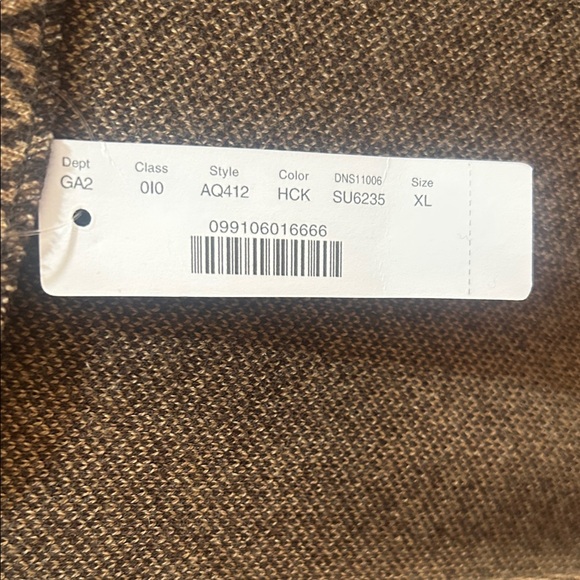 Dept Class Style Color DNS11006 Size
GA2 0I0 AQ412 HCK SU6235 XL
099106016666